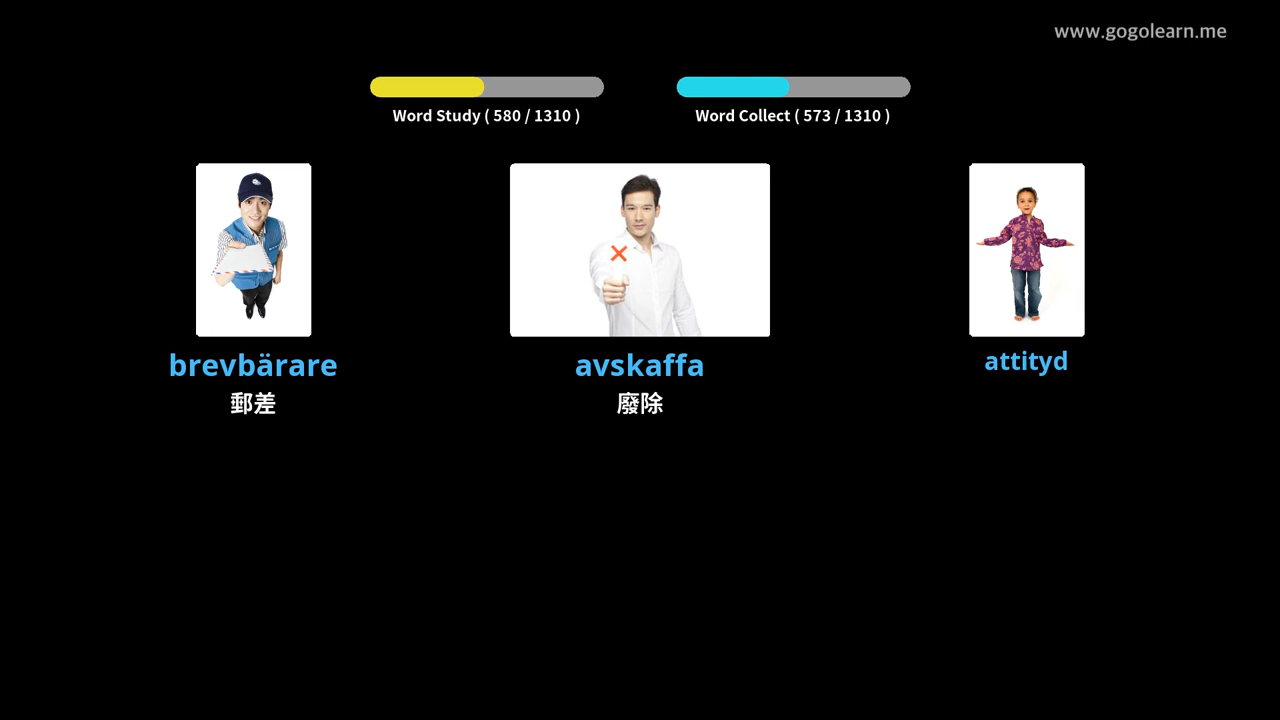 www.gogolearn.me
Word Study ( 580 / 1310 )
Word Collect ( 573 / 1310 )
brevbärare
郵差
avskaffa
廢除
attityd